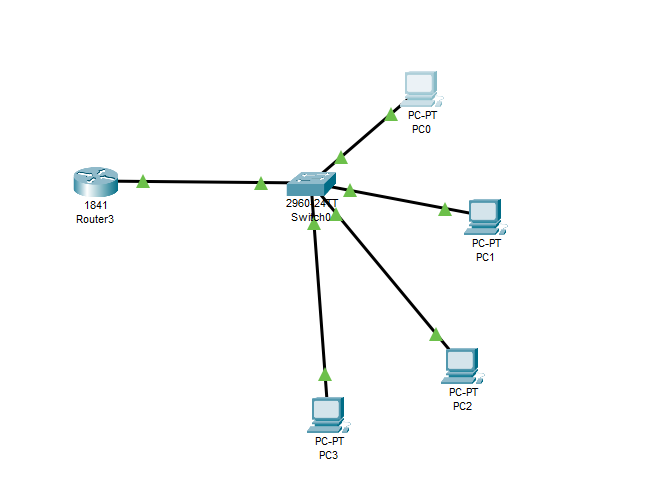 PC-PT
PC0
1841
Router3
2960-24TT
Switch0
PC-PT
PC1
PC-PT
PC2
PC-PT
PC3